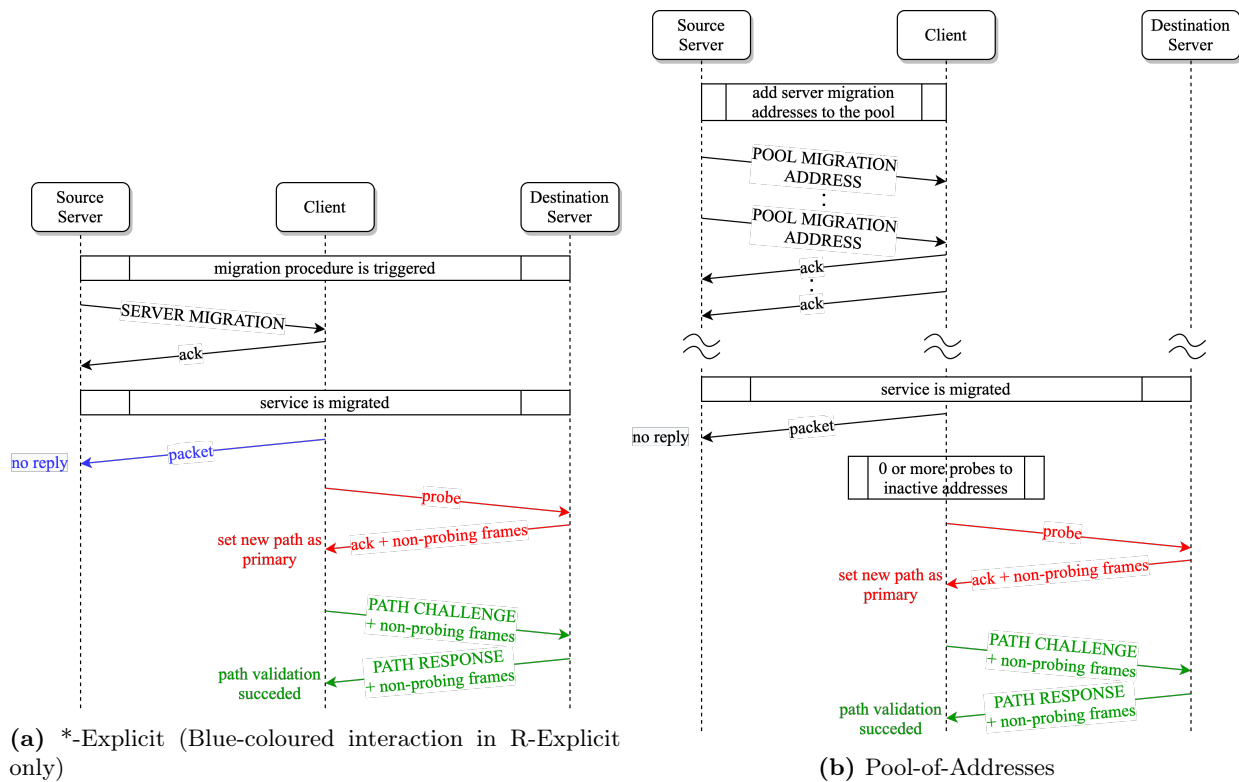 Source
Server
Client
Destination
Server
migration procedure is triggered
SERVER MIGRATION
ack
service is migrated
packet
no reply
probe
ack + non-probing frames
set new path as
primary
PATH CHALLENGE
+ non-probing frames
PATH RESPONSE
+ non-probing frames
path validation
succeded
(a) *-Explicit (Blue-coloured interaction in R-Explicit
only)
Source
Server
Client
Destination
Server
add server migration
addresses to the pool
POOL MIGRATION
ADDRESS
:
POOL MIGRATION
ADDRESS
ack
:
ack
service is migrated
packet
no reply
0 or more probes to
inactive addresses
probe
ack + non-probing frames
set new path as
primary
PATH CHALLENGE
+ non-probing frames
PATH RESPONSE
+ non-probing frames
path validation
succeded
(b) Pool-of-Addresses